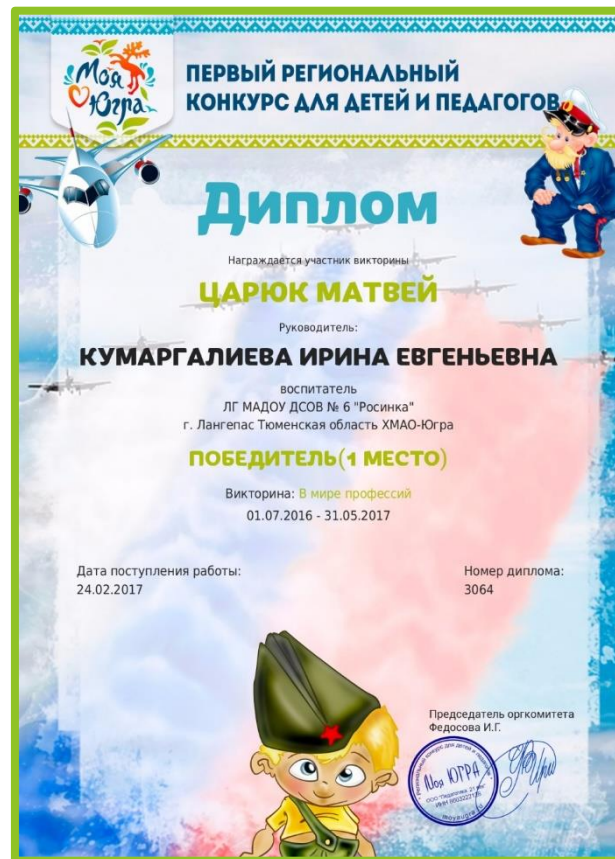 Моя Югра
ПЕРВЫЙ РЕГИОНАЛЬНЫЙ
КОНКУРС ДЛЯ ДЕТЕЙ И ПЕДАГОГОВ
Диплом
Награждается участник викторины
ЦАРЮК МАТВЕЙ
Руководитель:
КУМАРГАЛИЕВА ИРИНА ЕВГЕНЬЕВНА
воспитатель
ЛГ МАДОУ ДСОВ № 6 "Росинка"
г. Лангепас Тюменская область ХМАО-Югра
ПОБЕДИТЕЛЬ(1 МЕСТО)
Викторина: В мире профессий
01.07.2016 - 31.05.2017
Дата поступления работы:
24.02.2017
Номер диплома:
3064
Председатель оргкомитета
Федосова И.Г.
Моя ЮГРА